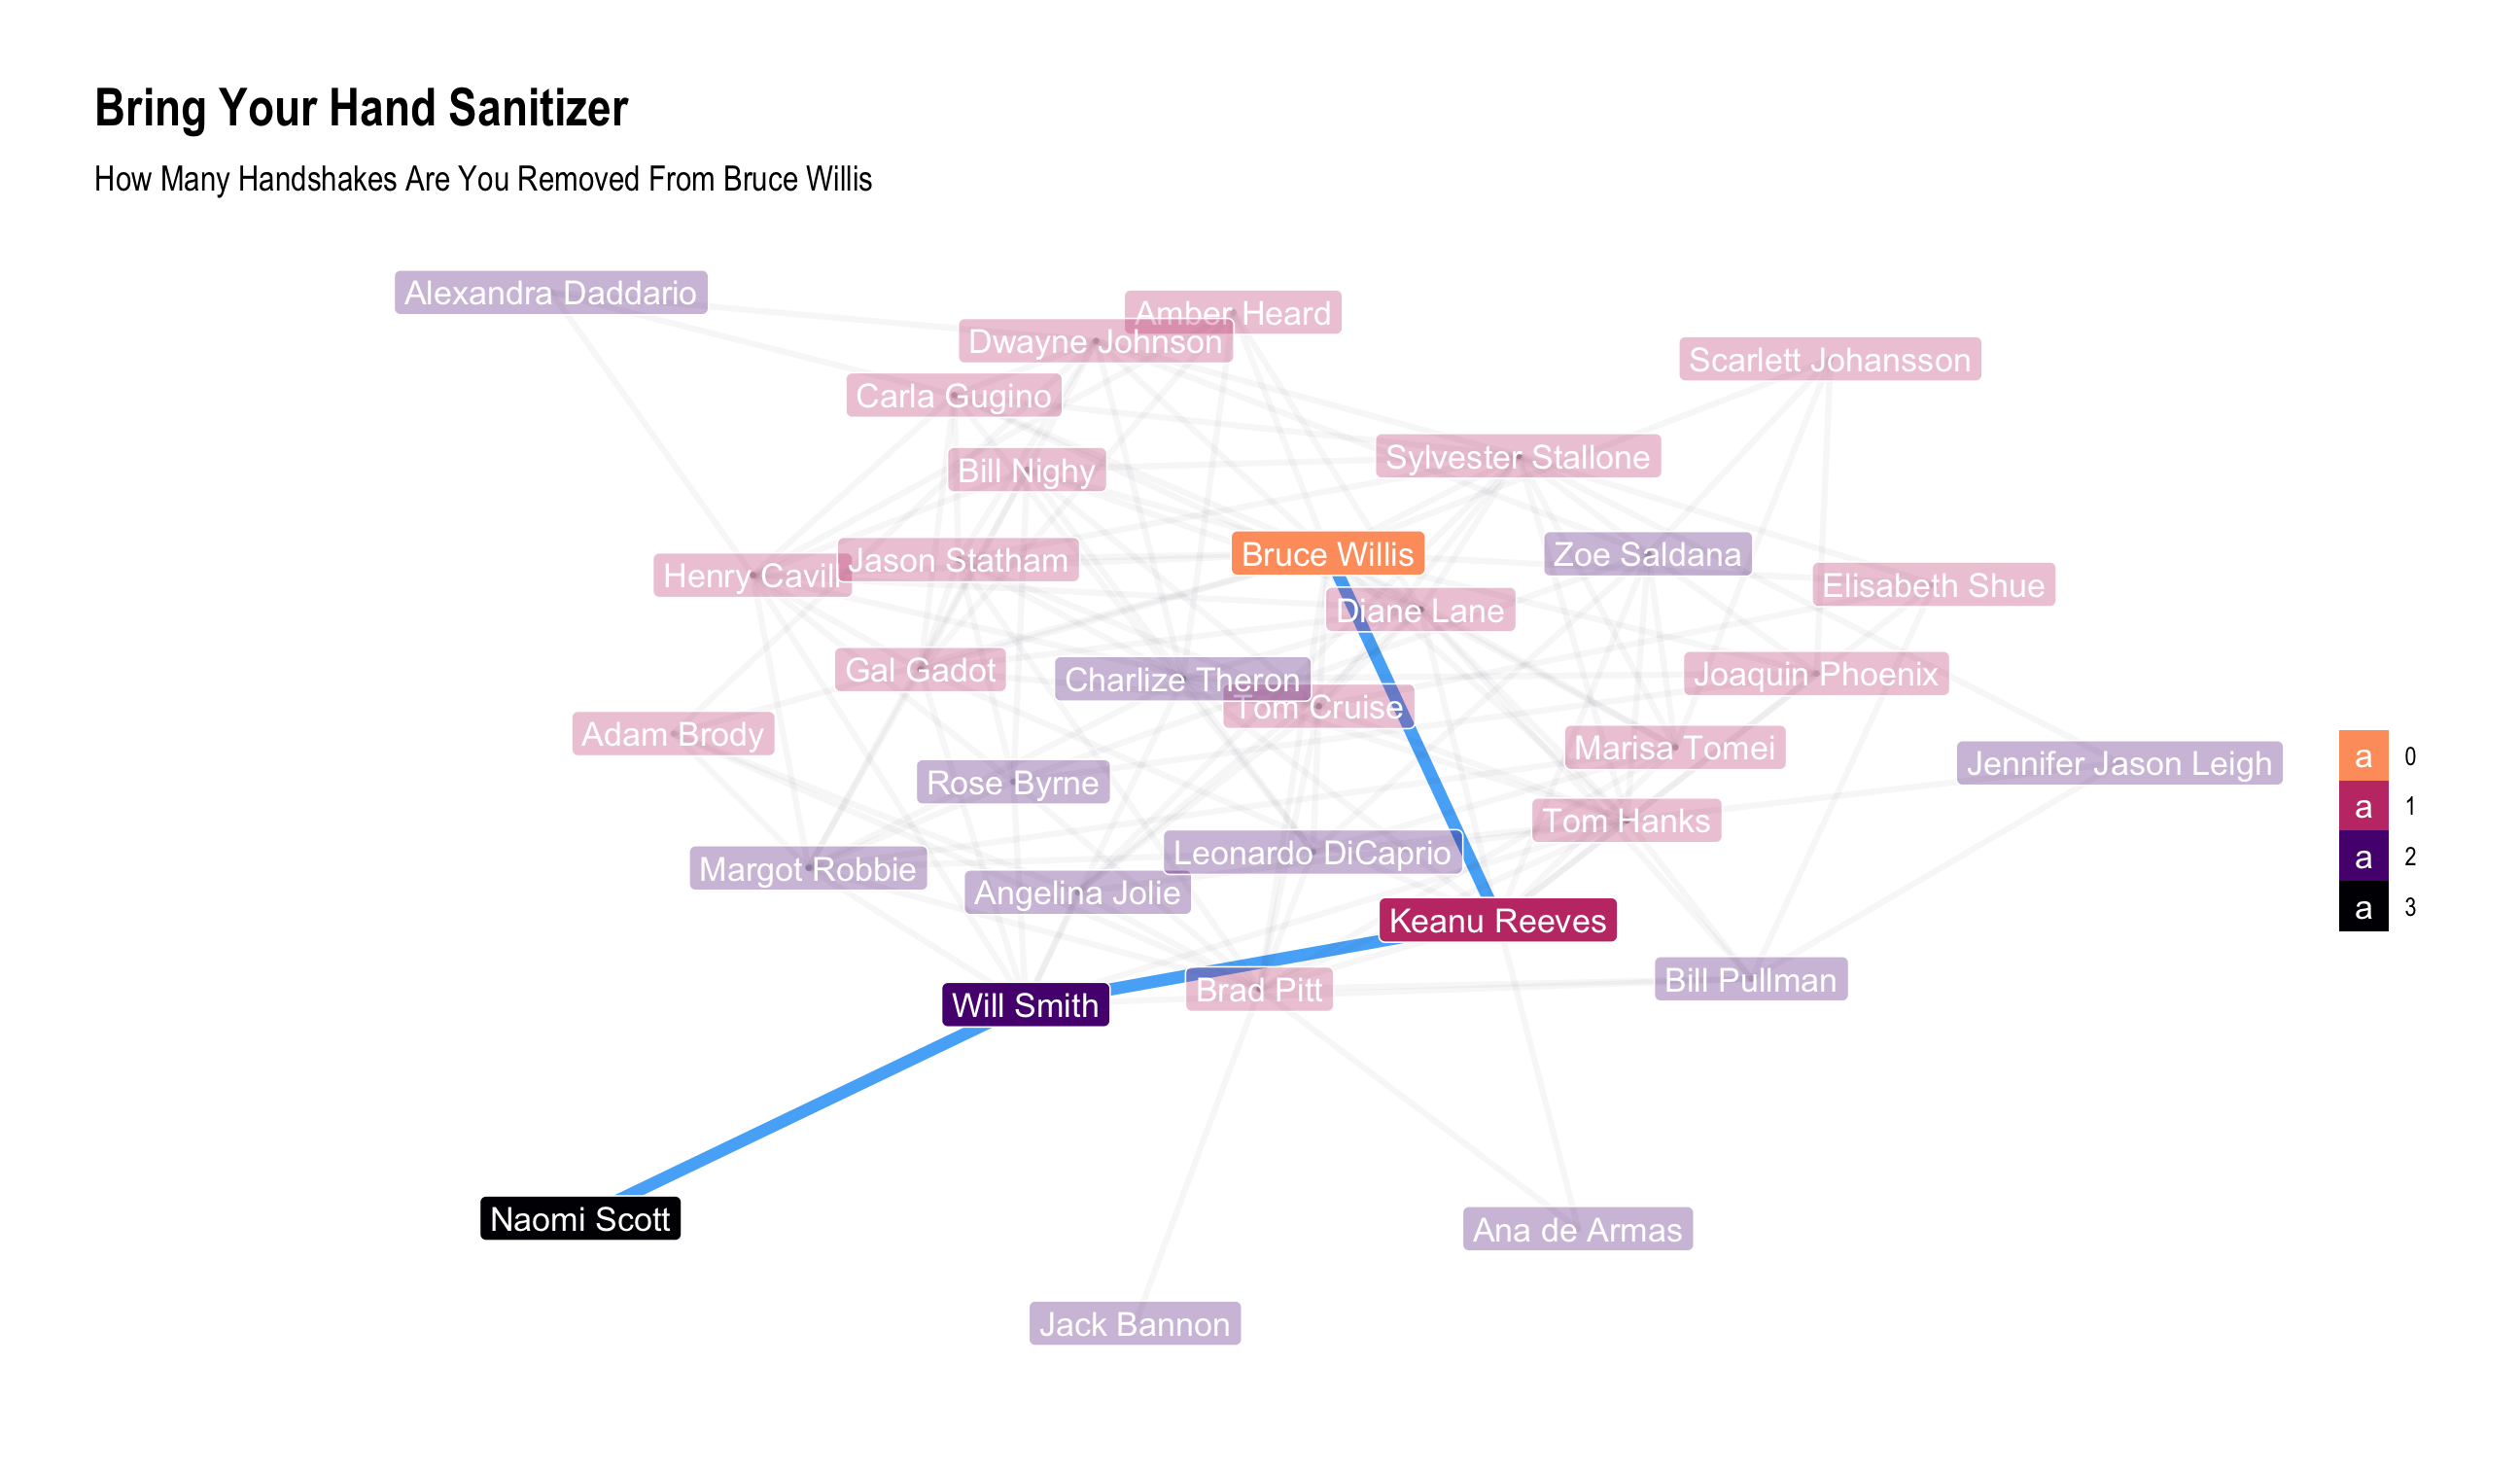 Bring Your Hand Sanitizer
How Many Handshakes Are You Removed From Bruce Willis
Alexandra Daddario
Amber Heard
Dwayne Johnson
Scarlett Johansson
Carla Gugino
Sylvester Stallone
Bill Nighy
Bruce Willis
Zoe Saldana
Jason Statham
Henry Cavill
Elisabeth Shue
Diane Lane
Gal Gadot
Charlize Theron
Joaquin Phoenix
Tom Cruise
Adam Brody
Marisa Tomei
Jennifer Jason Leigh
Rose Byrne
Tom Hanks
Leonardo DiCaprio
Margot Robbie
Angelina Jolie
Keanu Reeves
Bill Pullman
Brad Pitt
Will Smith
Naomi Scott
Ana de Armas
Jack Bannon
a 0
a 1
a 2
a 3